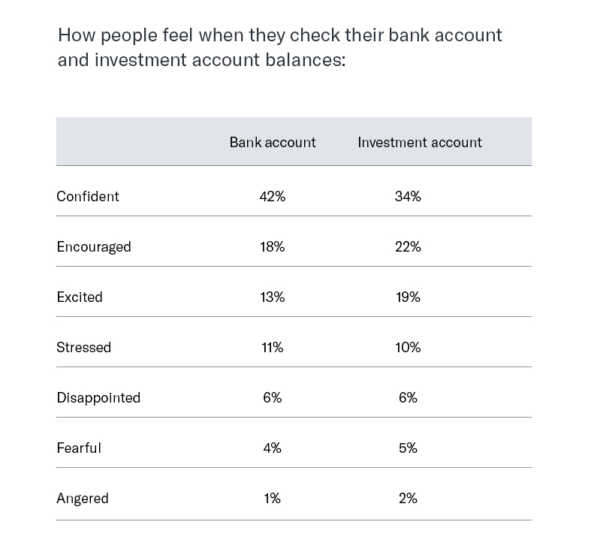 How people feel when they check their bank account
and investment account balances:
Bank account Investment account
Confident 42% 34%
Encouraged 18% 22%
Excited 13% 19%
Stressed 11% 10%
Disappointed 6% 6%
Fearful 4% 5%
Angered 1% 2%